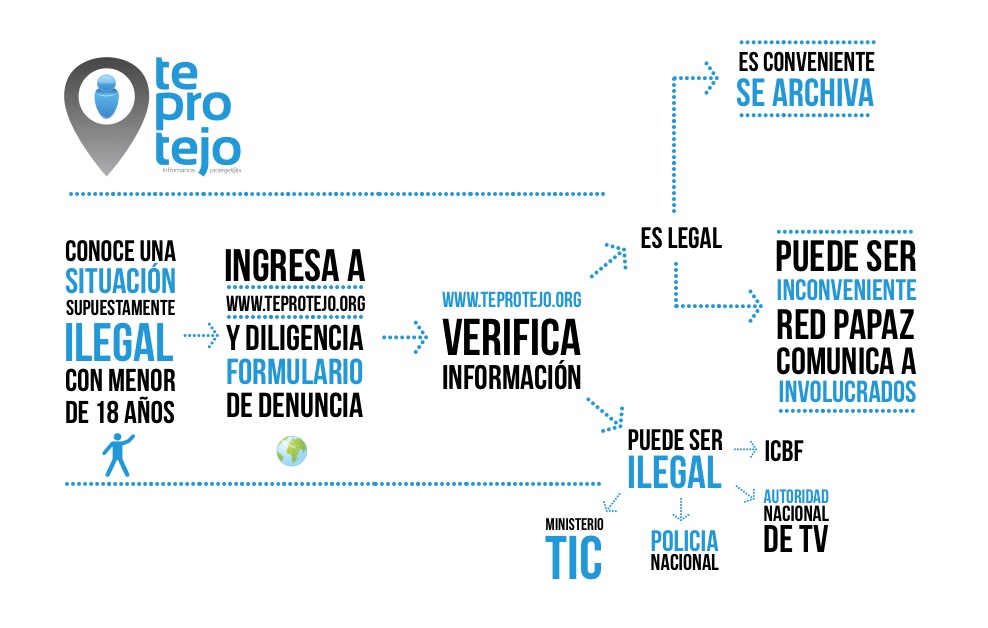 te
pro
tejo
Infórmanos protégel@s
CONOCE UNA
SITUACIÓN
SUPUESTAMENTE
ILEGAL
CON MENOR
DE 18 AÑOS
INGRESA A
WWW.TEPROTEJO.ORG
Y DILIGENCIA
FORMULARIO
DE DENUNCIA
WWW.TEPROTEJO.ORG
VERIFICA
INFORMACIÓN
ES LEGAL
ES CONVENIENTE
SE ARCHIVA
PUEDE SER
INCONVENIENTE
RED PAPAZ
COMUNICA A
INVOLUCRADOS
PUEDE SER
ILEGAL
ICBF
AUTORIDAD
NACIONAL
DE TV
POLICIA
NACIONAL
MINISTERIO
TIC